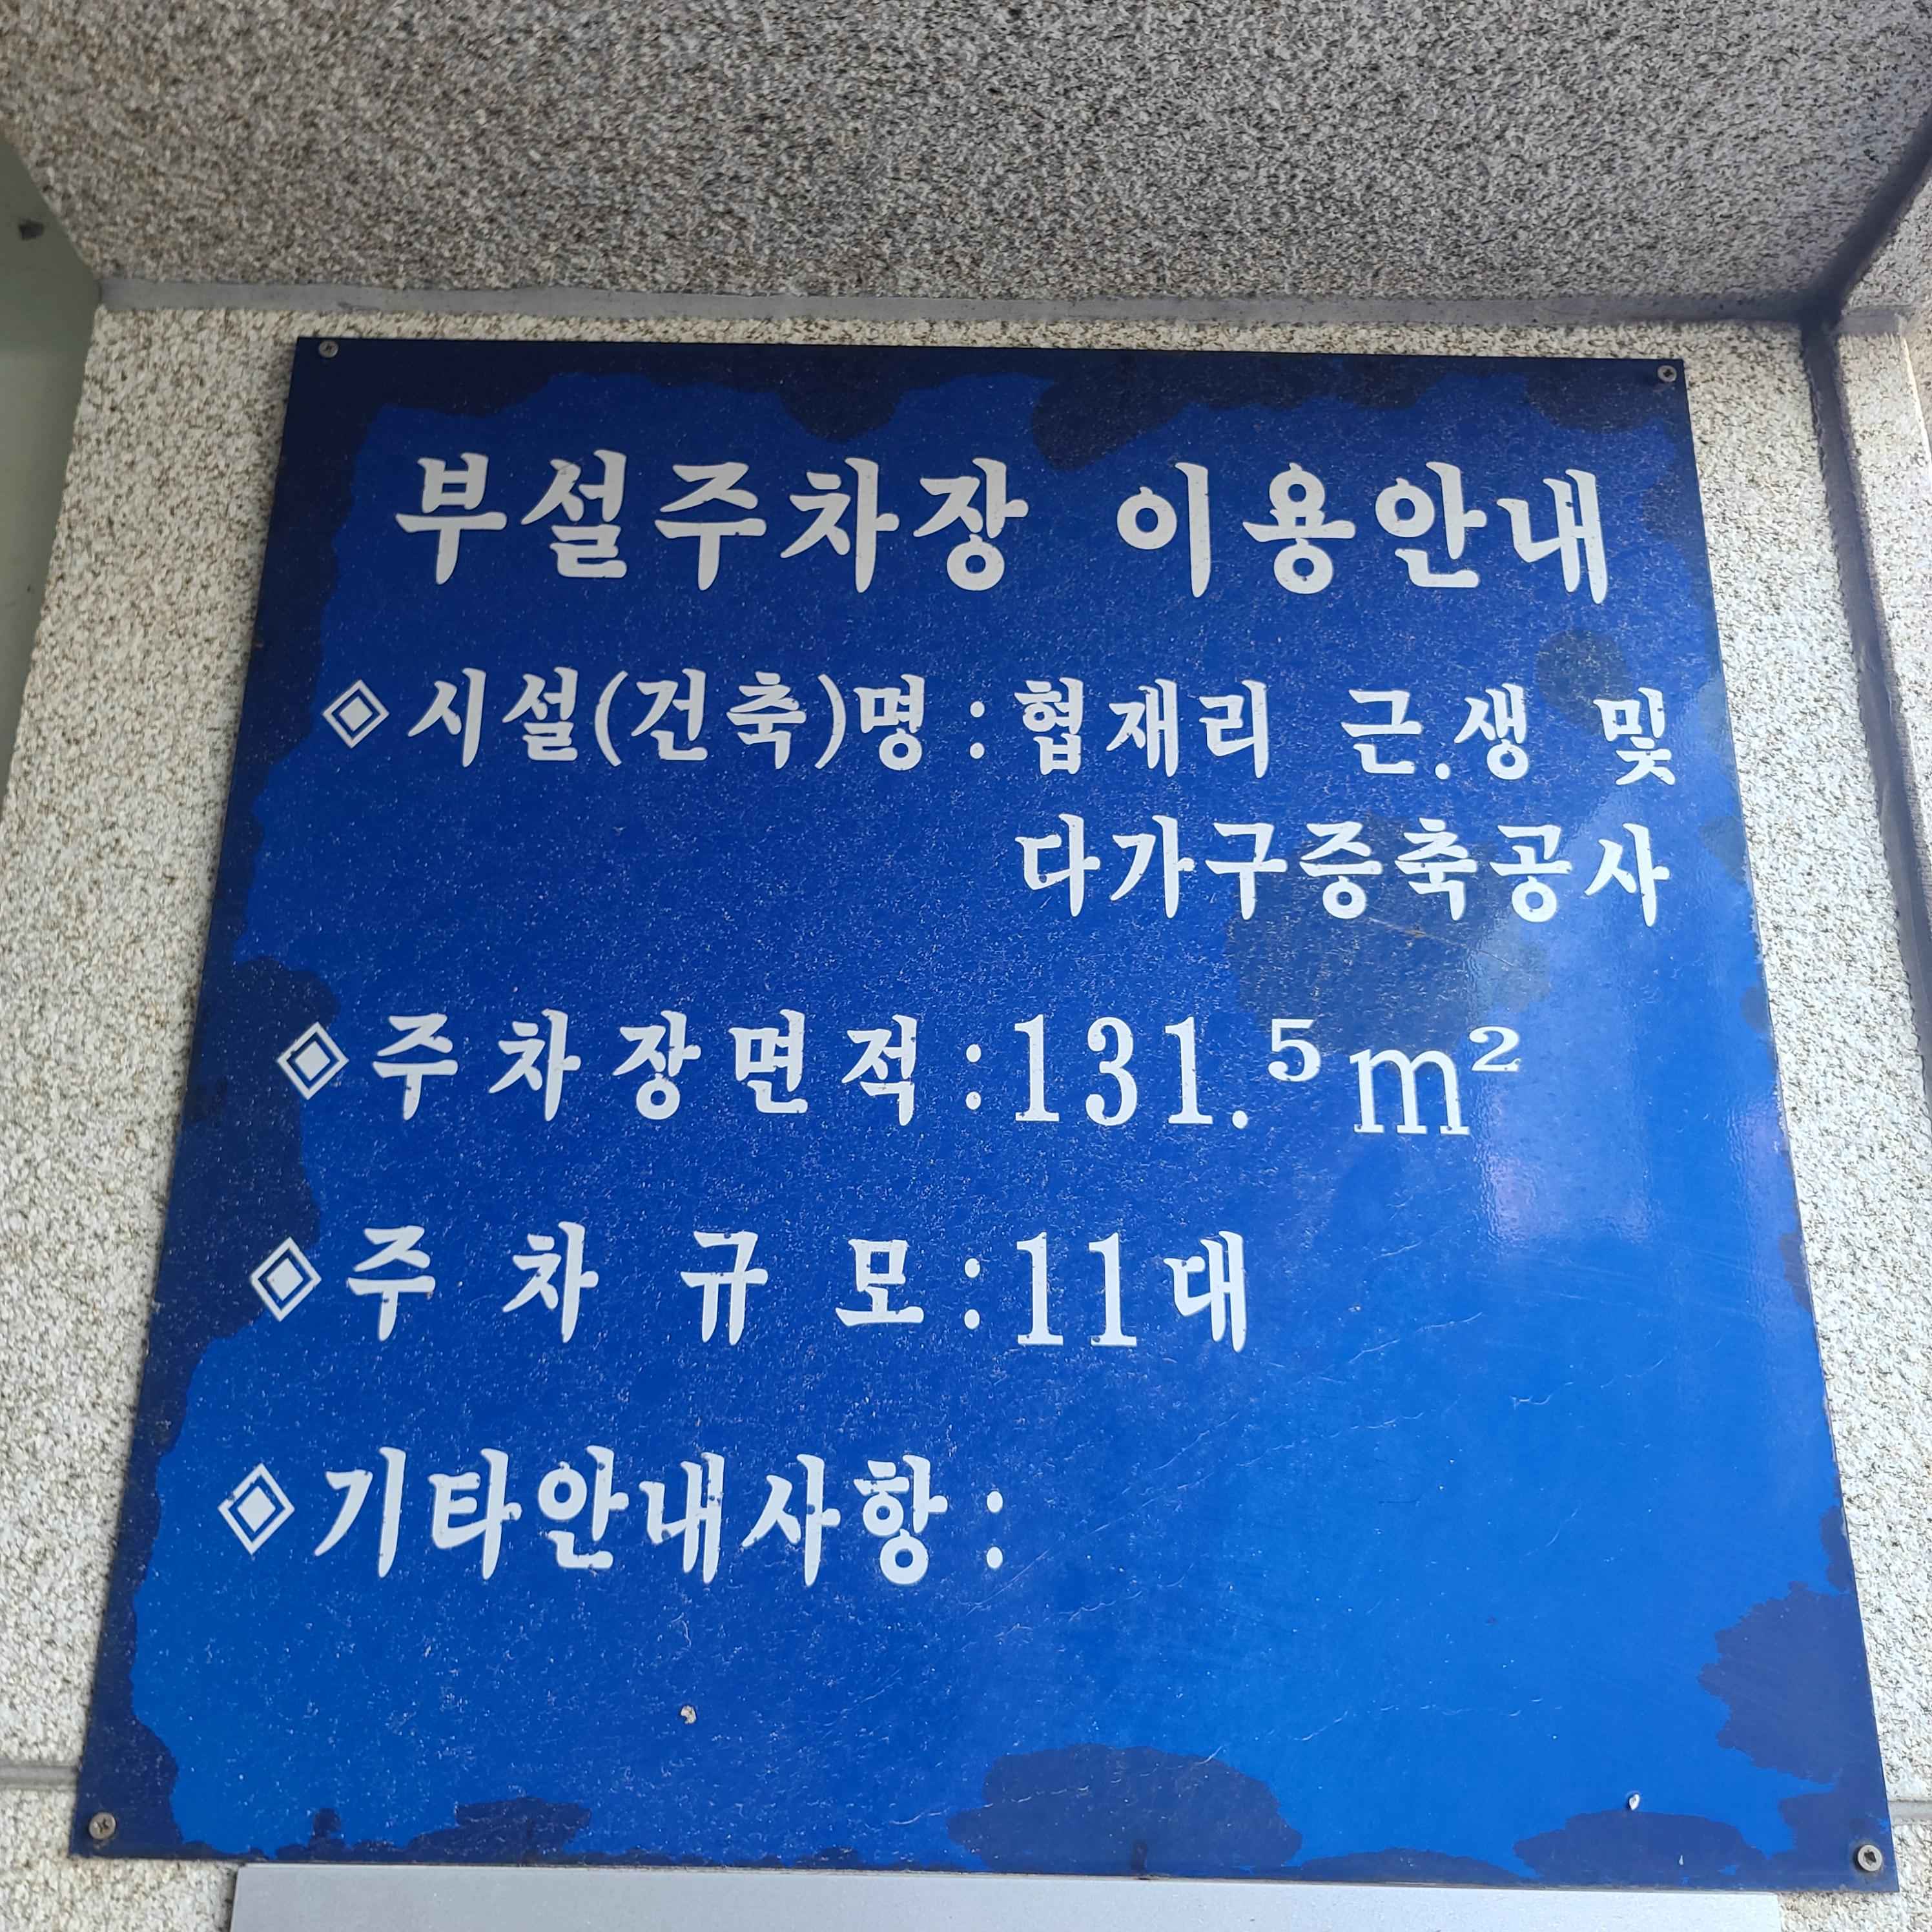 부설주차장 이용안내
◈ 시설(건축)명 : 협재리 근.생 및
다가구증축공사
◈ 주차장면적 : 131.⁵m²
◈ 주차규모 : 11대
◈ 기타안내사항 :